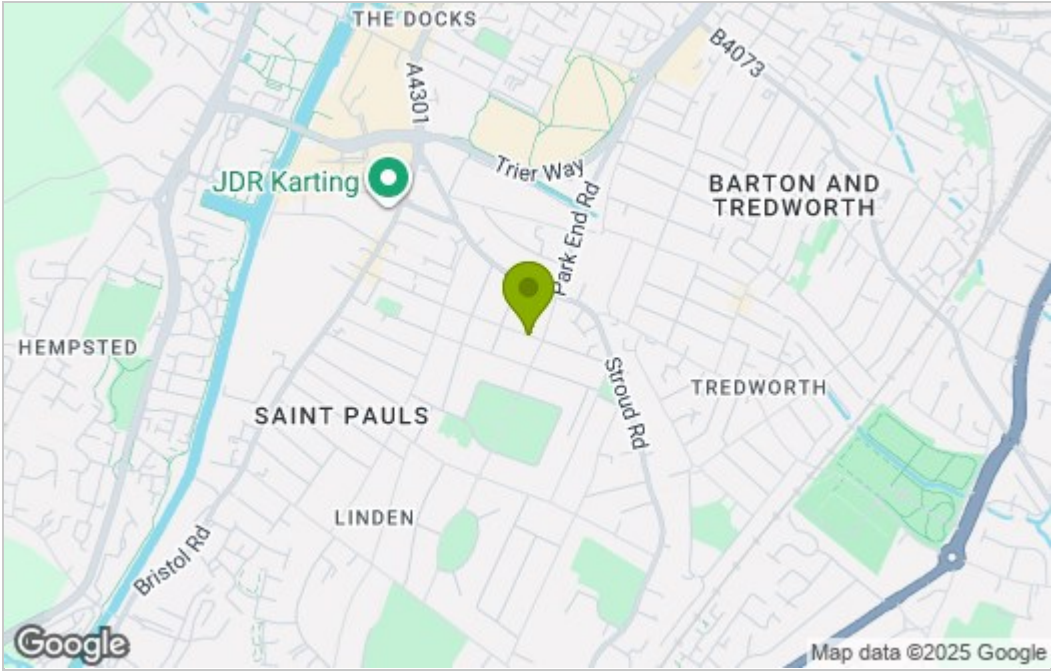 THE DOCKS
B4073
A4301
Trier Way
JDR Karting
BARTON AND
TREDWORTH
Park End Rd
HEMPSTED
Stroud Rd
TREDWORTH
SAINT PAULS
LINDEN
Bristol Rd
Google
Map data ©2025 Google